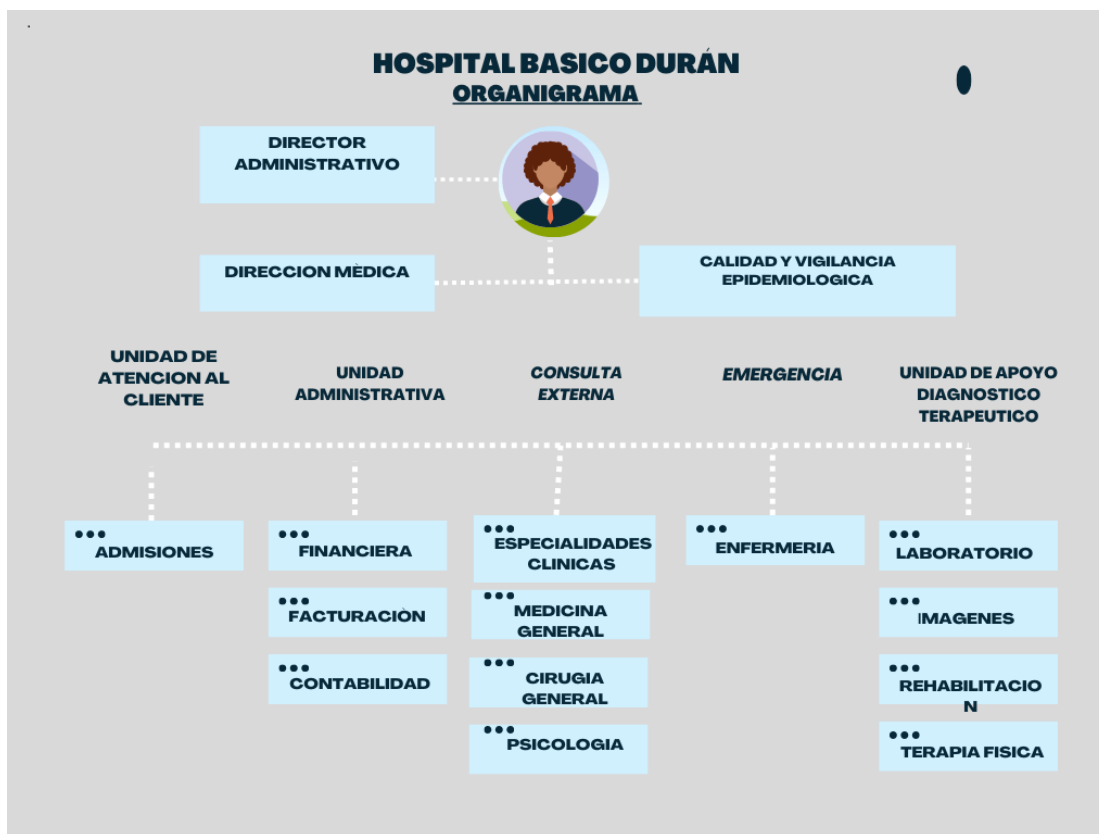 HOSPITAL BASICO DURÁN
ORGANIGRAMA
DIRECTOR
ADMINISTRATIVO
DIRECCION MÈDICA
CALIDAD Y VIGILANCIA
EPIDEMIOLOGICA
UNIDAD DE
ATENCION AL
CLIENTE
UNIDAD
ADMINISTRATIVA
CONSULTA
EXTERNA
EMERGENCIA
UNIDAD DE APOYO
DIAGNOSTICO
TERAPEUTICO
ADMISIONES
FINANCIERA
FACTURACIÒN
CONTABILIDAD
ESPECIALIDADES
CLINICAS
MEDICINA
GENERAL
CIRUGIA
GENERAL
PSICOLOGIA
ENFERMERIA
LABORATORIO
IMAGENES
REHABILITACIO
N
TERAPIA FISICA